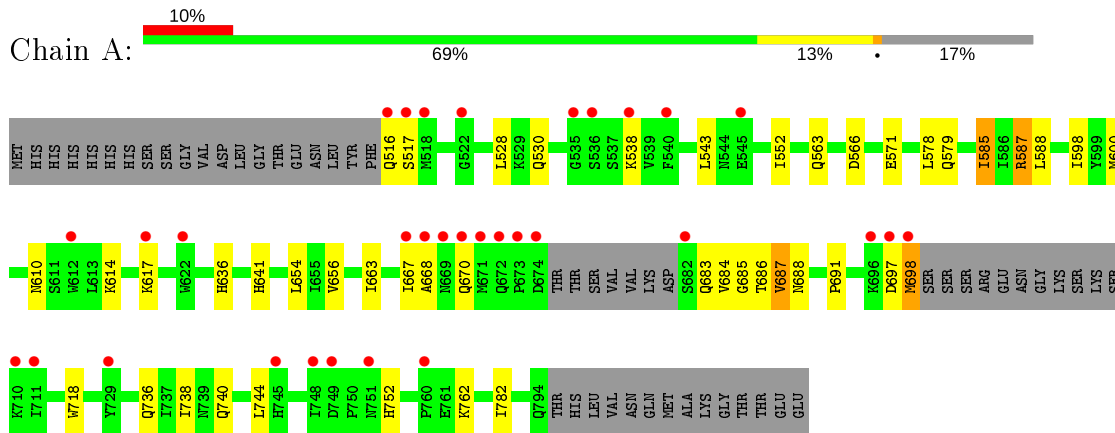 10%
Chain A:
69% 13% • 17%
MET HIS HIS HIS HIS HIS HIS SER SER GLY VAL ASP LEU GLY THR GLU ASN LEU TYR PHE Q516 S517 M518 G522 L528 K529 Q530 G535 S536 S537 K538 V539 F540 L543 N544 E545 I552 Q563 D566 E571 L578 Q579 I585 I586 R587 L588 I598 Y599 M600
N610 S611 W612 L613 K614 K617 W622 H636 H641 L654 I655 V656 I663 I667 A668 N669 Q670 M671 Q672 P673 D674 THR THR SER VAL VAL LYS ASP S682 Q683 V684 G685 T686 V687 N688 P691 K696 D697 M698 SER SER SER ARG GLU ASN GLY LYS SER LYS SER
K710 I711 W718 Y729 Q736 I737 I738 N739 Q740 L744 H745 I748 D749 P750 N751 H752 P760 E761 K762 I782 Q794 THR HIS LEU VAL ASN GLN MET ALA LYS GLY THR THR GLU GLU